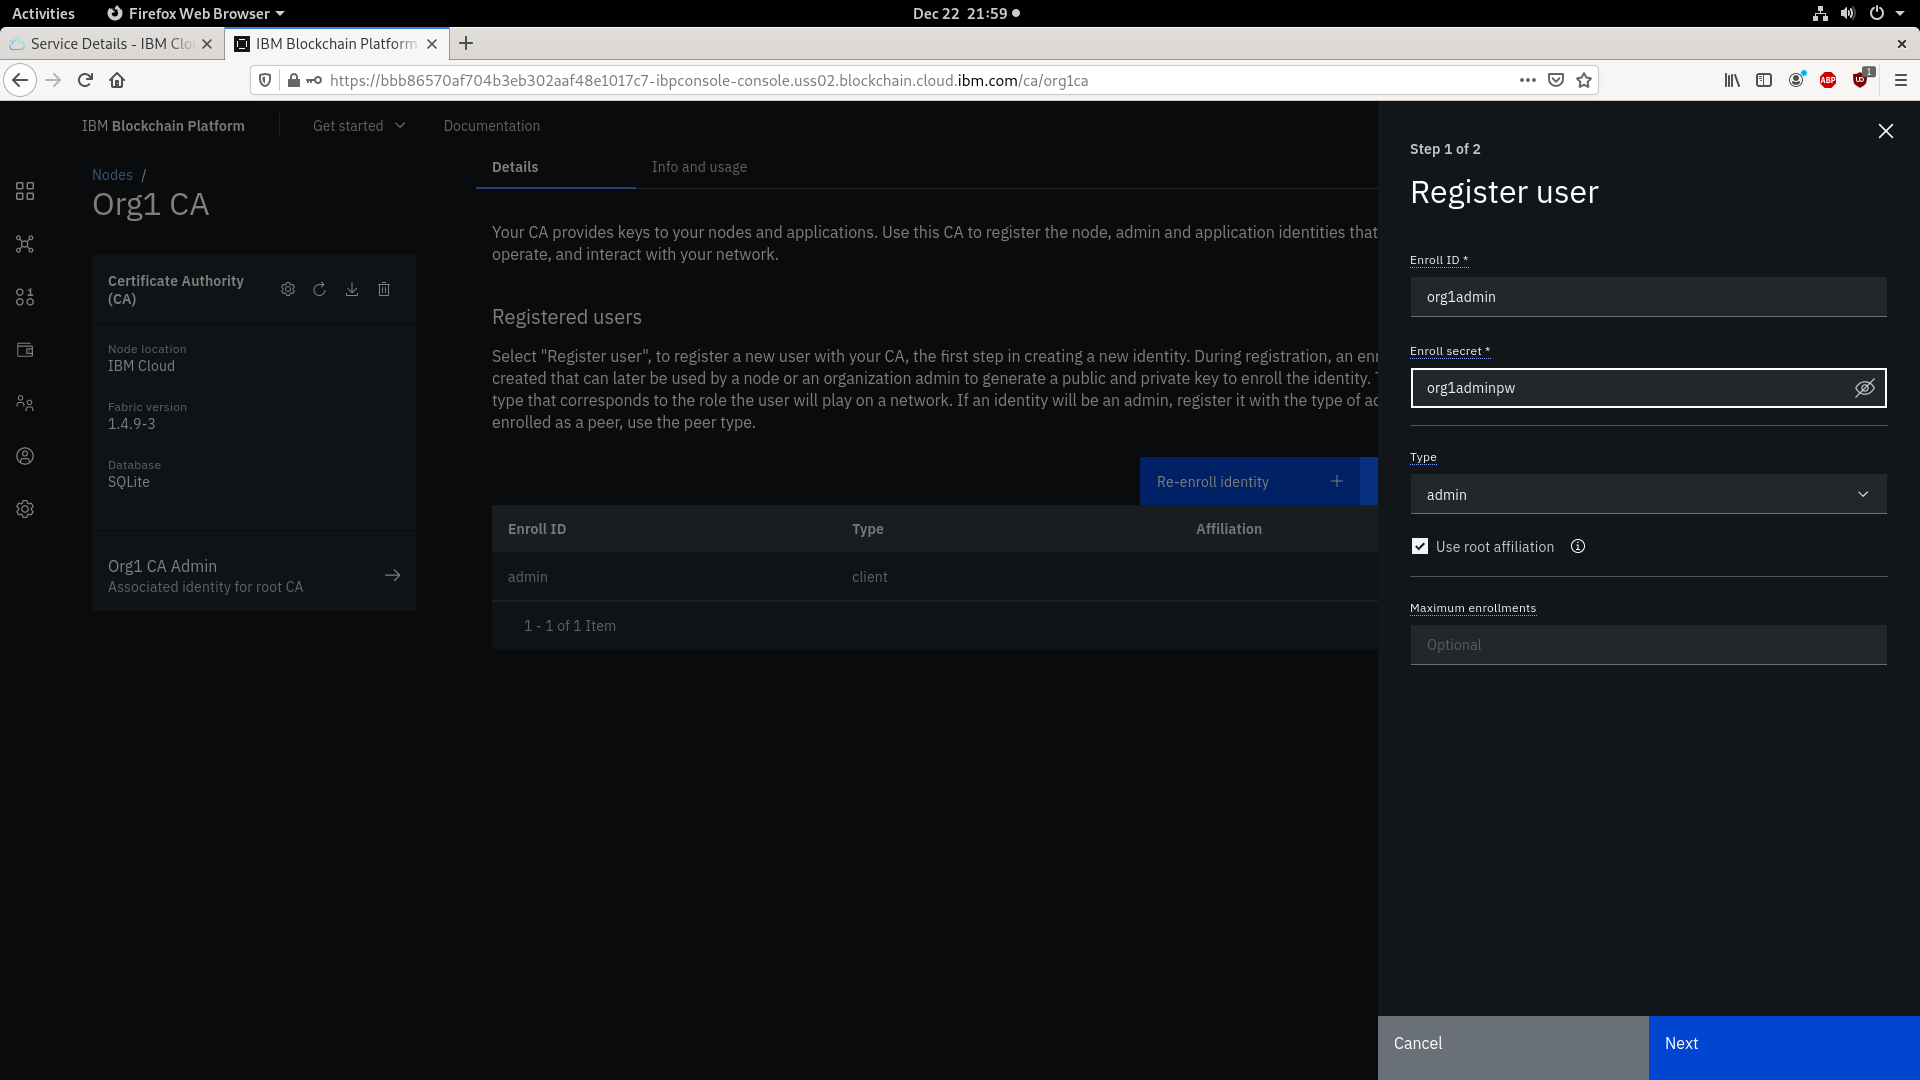 Activities
Firefox Web Browser
Dec 22 21:59
Service Details - IBM Clo
IBM Blockchain Platform
https://bbb86570af704b3eb302aaf48e1017c7-ibpconsole-console.uss02.blockchain.cloud.ibm.com/ca/org1ca
ABP
1
IBM Blockchain Platform
Get started
Documentation
Nodes /
Org1 CA
Certificate Authority
(CA)
Node location
IBM Cloud
Fabric version
1.4.9-3
Database
SQLite
Org1 CA Admin
Associated identity for root CA
Details
Info and usage
Your CA provides keys to your nodes and applications. Use this CA to register the node, admin and application identities that
operate, and interact with your network.
Registered users
Select "Register user", to register a new user with your CA, the first step in creating a new identity. During registration, an enr
created that can later be used by a node or an organization admin to generate a public and private key to enroll the identity.
type that corresponds to the role the user will play on a network. If an identity will be an admin, register it with the type of ad
enrolled as a peer, use the peer type.
Re-enroll identity
Enroll ID
Type
Affiliation
admin
client
1 - 1 of 1 Item
Step 1 of 2
Register user
Enroll ID *
org1admin
Enroll secret *
org1adminpw
Type
admin
Use root affiliation
Maximum enrollments
Optional
Cancel
Next